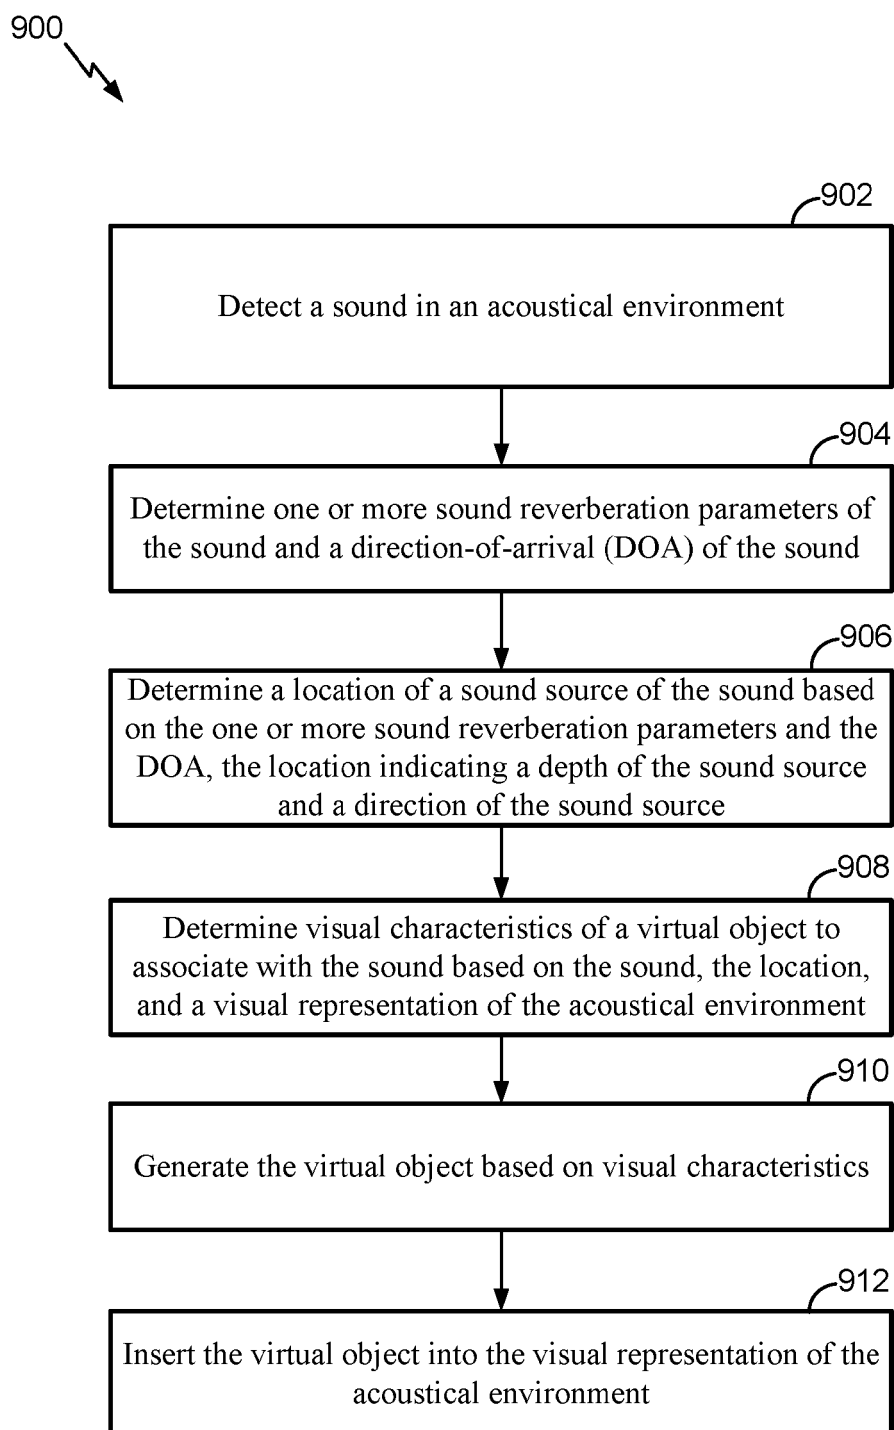 900
902
Detect a sound in an acoustical environment
904
Determine one or more sound reverberation parameters of
the sound and a direction-of-arrival (DOA) of the sound
906
Determine a location of a sound source of the sound based
on the one or more sound reverberation parameters and the
DOA, the location indicating a depth of the sound source
and a direction of the sound source
908
Determine visual characteristics of a virtual object to
associate with the sound based on the sound, the location,
and a visual representation of the acoustical environment
910
Generate the virtual object based on visual characteristics
912
Insert the virtual object into the visual representation of the
acoustical environment